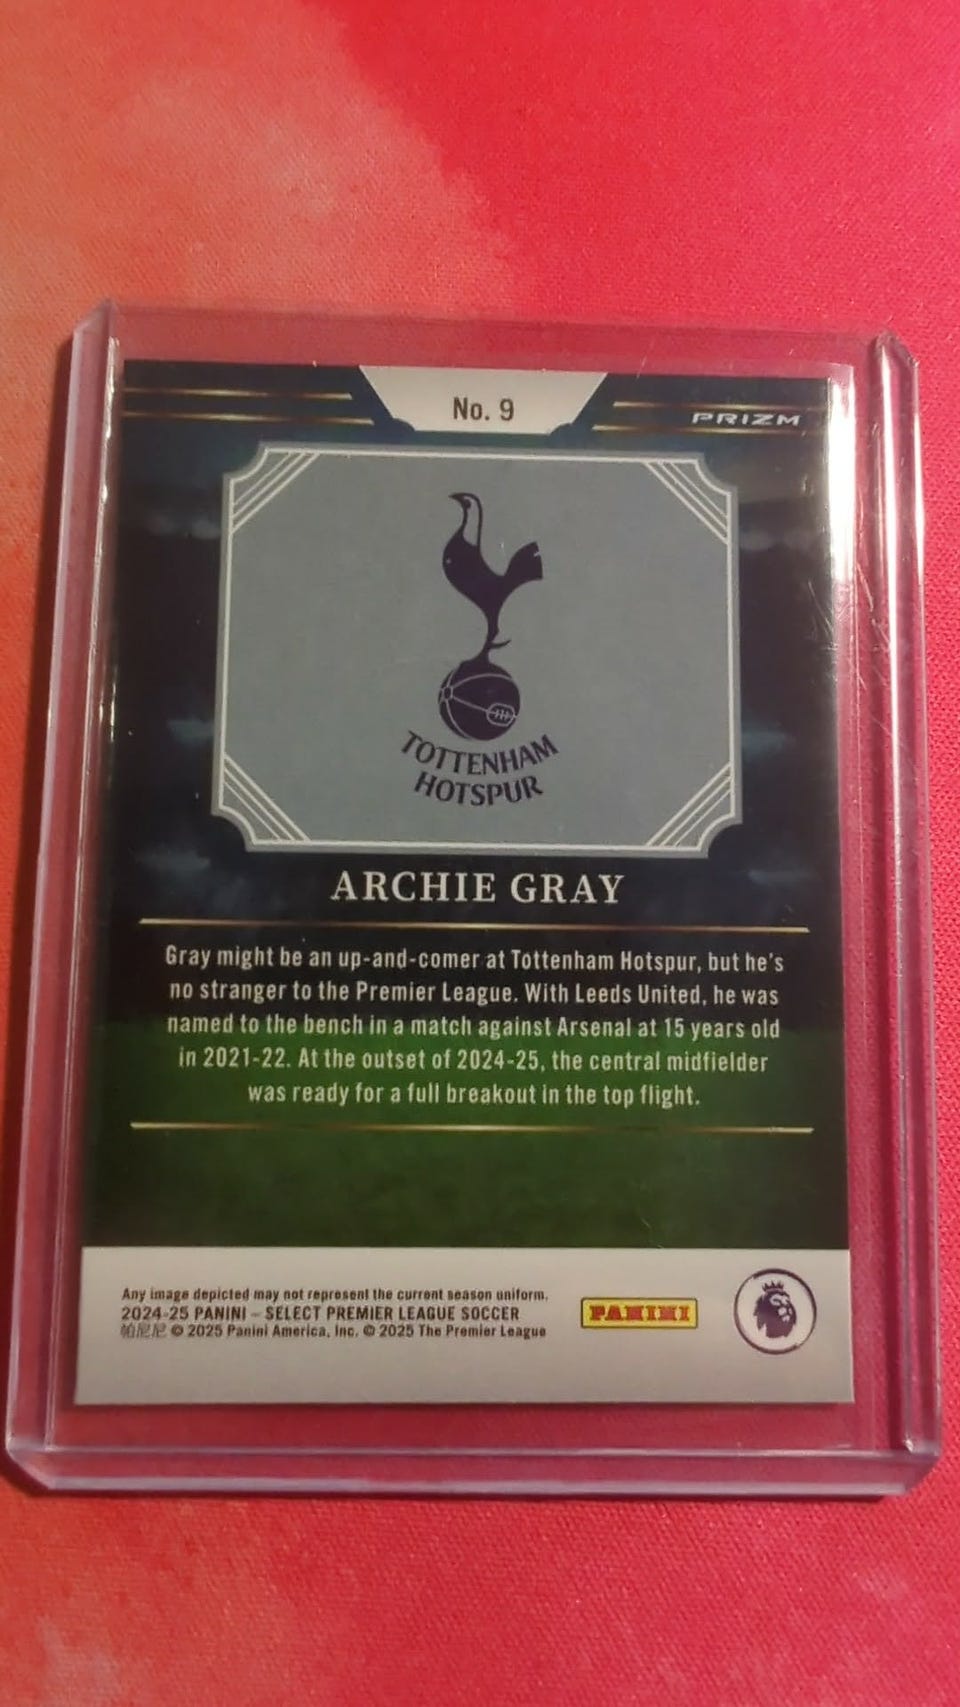 No. 9
PRIZM
TOTTENHAM
HOTSPUR
ARCHIE GRAY
Gray might be an up-and-comer at Tottenham Hotspur, but he's
no stranger to the Premier League. With Leeds United, he was
named to the bench in a match against Arsenal at 15 years old
in 2021-22. At the outset of 2024-25, the central midfielder
was ready for a full breakout in the top flight.
Any image depicted may not represent the current season uniform.
2024-25 PANINI – SELECT PREMIER LEAGUE SOCCER
帕尼尼 © 2025 Panini America, Inc. © 2025 The Premier League
PANINI